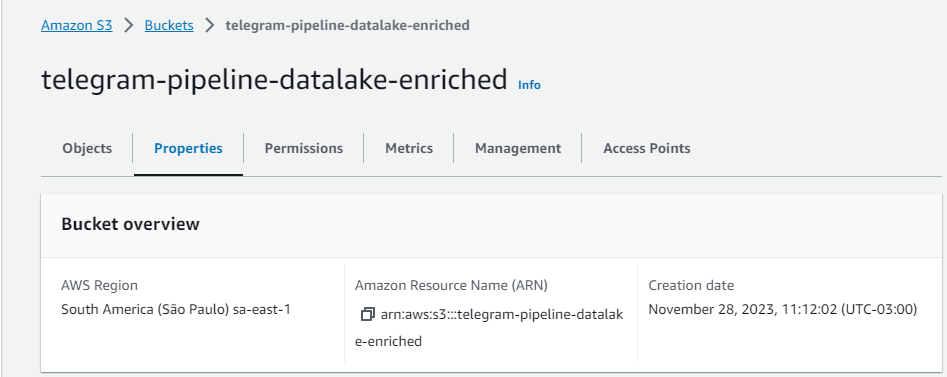 Amazon S3 > Buckets > telegram-pipeline-datalake-enriched
telegram-pipeline-datalake-enriched Info
Objects Properties Permissions Metrics Management Access Points
Bucket overview
AWS Region
South America (São Paulo) sa-east-1
Amazon Resource Name (ARN)
arn:aws:s3:::telegram-pipeline-datalak
e-enriched
Creation date
November 28, 2023, 11:12:02 (UTC-03:00)